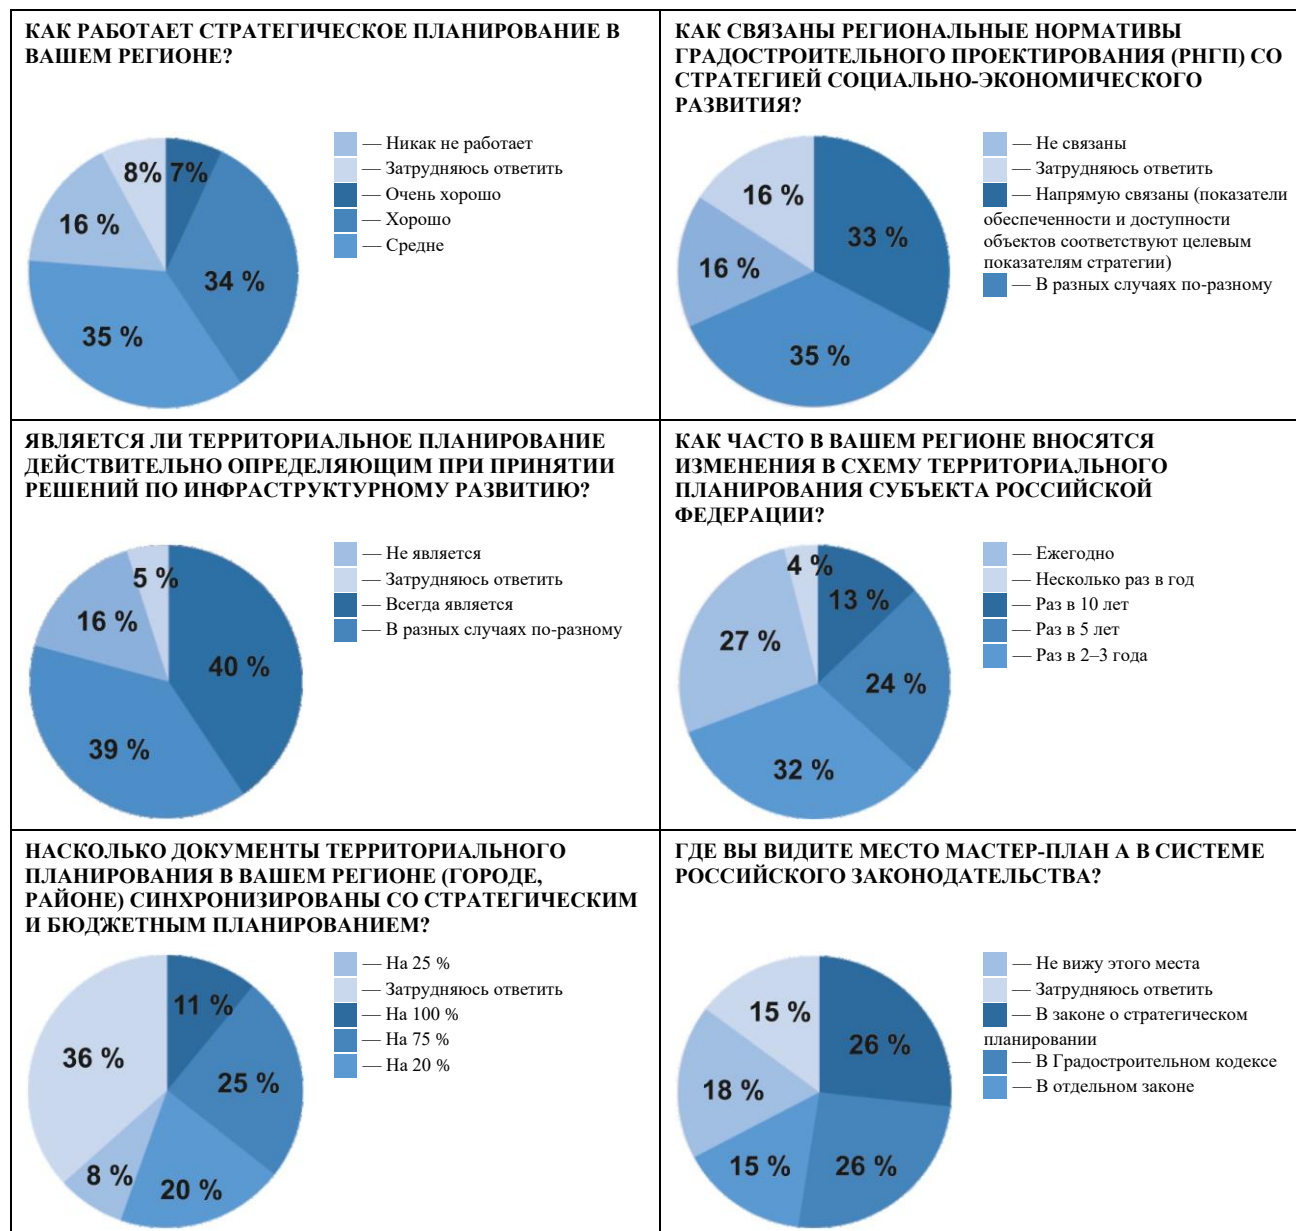 КАК РАБОТАЕТ СТРАТЕГИЧЕСКОЕ ПЛАНИРОВАНИЕ В
ВАШЕМ РЕГИОНЕ?
8%
7%
16 %
34 %
35 %
— Никак не работает
— Затрудняюсь ответить
— Очень хорошо
— Хорошо
— Средне
КАК СВЯЗАНЫ РЕГИОНАЛЬНЫЕ НОРМАТИВЫ
ГРАДОСТРОИТЕЛЬНОГО ПРОЕКТИРОВАНИЯ (РНГП) СО
СТРАТЕГИЕЙ СОЦИАЛЬНО-ЭКОНОМИЧЕСКОГО
РАЗВИТИЯ?
16 %
33 %
16 %
35 %
— Не связаны
— Затрудняюсь ответить
— Напрямую связаны (показатели
обеспеченности и доступности
объектов соответствуют целевым
показателям стратегии)
— В разных случаях по-разному
ЯВЛЯЕТСЯ ЛИ ТЕРРИТОРИАЛЬНОЕ ПЛАНИРОВАНИЕ
ДЕЙСТВИТЕЛЬНО ОПРЕДЕЛЯЮЩИМ ПРИ ПРИНЯТИИ
РЕШЕНИЙ ПО ИНФРАСТРУКТУРНОМУ РАЗВИТИЮ?
5 %
16 %
40 %
39 %
— Не является
— Затрудняюсь ответить
— Всегда является
— В разных случаях по-разному
КАК ЧАСТО В ВАШЕМ РЕГИОНЕ ВНОСЯТСЯ
ИЗМЕНЕНИЯ В СХЕМУ ТЕРРИТОРИАЛЬНОГО
ПЛАНИРОВАНИЯ СУБЪЕКТА РОССИЙСКОЙ
ФЕДЕРАЦИИ?
4 %
13 %
27 %
24 %
32 %
— Ежегодно
— Несколько раз в год
— Раз в 10 лет
— Раз в 5 лет
— Раз в 2–3 года
НАСКОЛЬКО ДОКУМЕНТЫ ТЕРРИТОРИАЛЬНОГО
ПЛАНИРОВАНИЯ В ВАШЕМ РЕГИОНЕ (ГОРОДЕ,
РАЙОНЕ) СИНХРОНИЗИРОВАНЫ СО СТРАТЕГИЧЕСКИМ
И БЮДЖЕТНЫМ ПЛАНИРОВАНИЕМ?
11 %
36 %
25 %
8 %
20 %
— На 25 %
— Затрудняюсь ответить
— На 100 %
— На 75 %
— На 20 %
ГДЕ ВЫ ВИДИТЕ МЕСТО МАСТЕР-ПЛАН А В СИСТЕМЕ
РОССИЙСКОГО ЗАКОНОДАТЕЛЬСТВА?
15 %
26 %
18 %
15 %
26 %
— Не вижу этого места
— Затрудняюсь ответить
— В законе о стратегическом
планировании
— В Градостроительном кодексе
— В отдельном законе